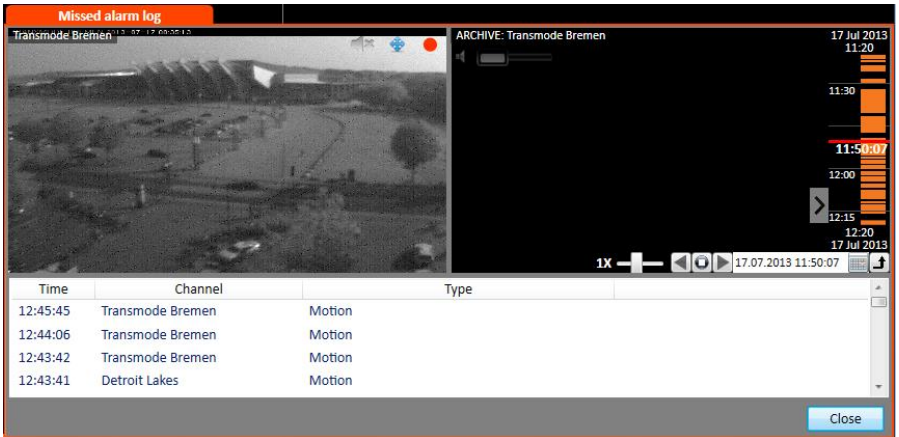 Missed alarm log
Transmode Bremen
ARCHIVE: Transmode Bremen
17 Jul 2013
11:20
11:30
11:50:07
12:00
12:15
12:20
17 Jul 2013
1X
17.07.2013 11:50:07
Time Channel Type
12:45:45 Transmode Bremen Motion
12:44:06 Transmode Bremen Motion
12:43:42 Transmode Bremen Motion
12:43:41 Detroit Lakes Motion
Close